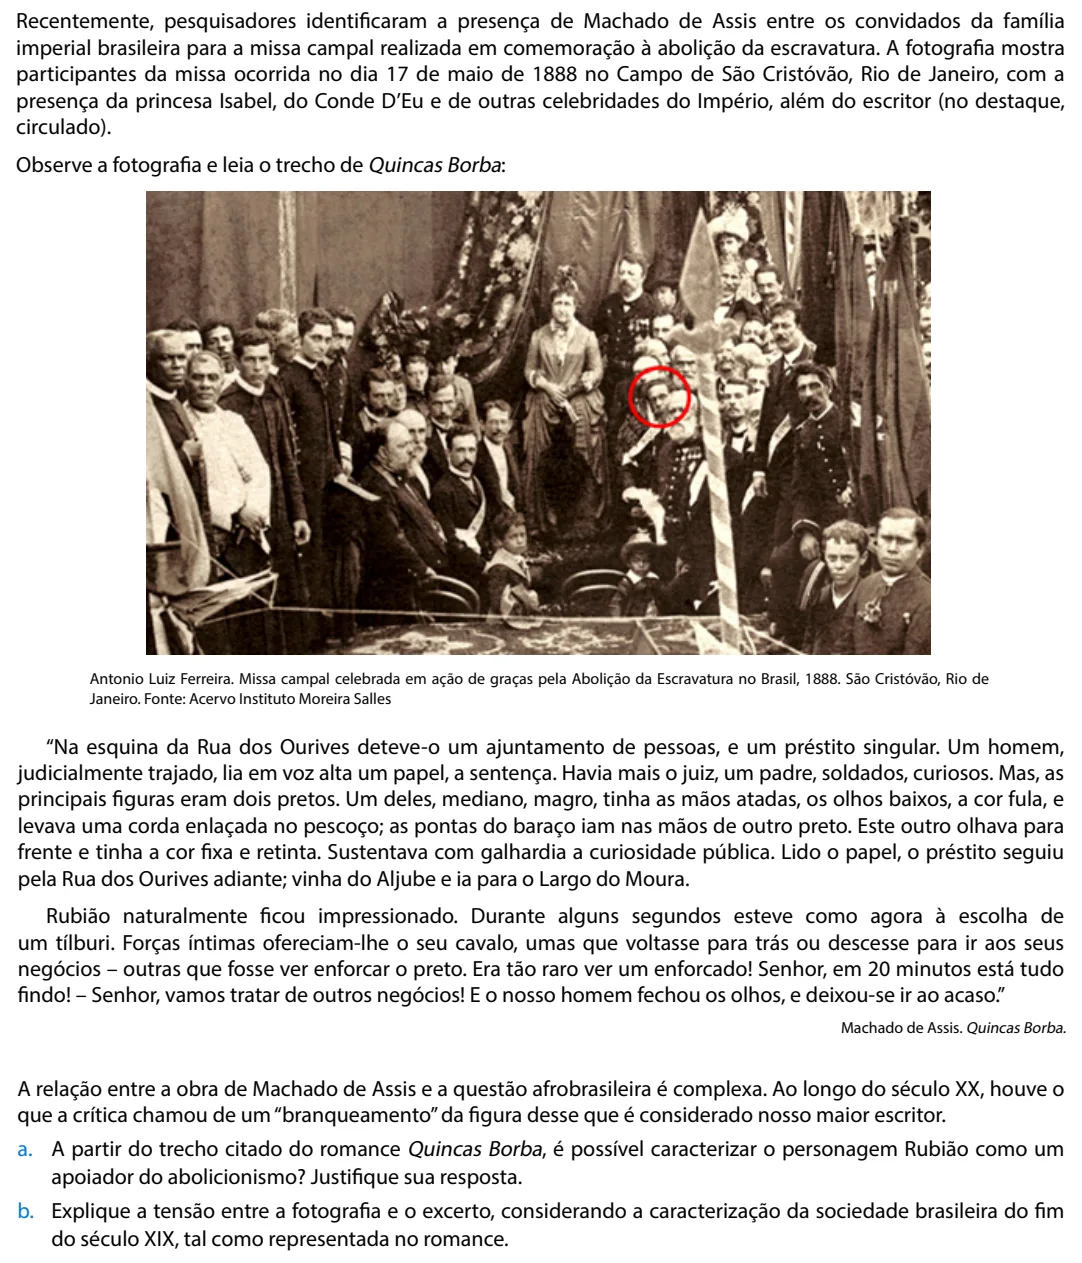 Recentemente, pesquisadores identificaram a presença de Machado de Assis entre os convidados da família
imperial brasileira para a missa campal realizada em comemoração à abolição da escravatura. A fotografia mostra
participantes da missa ocorrida no dia 17 de maio de 1888 no Campo de São Cristóvão, Rio de Janeiro, com a
presença da princesa Isabel, do Conde D’Eu e de outras celebridades do Império, além do escritor (no destaque,
circulado).
Observe a fotografia e leia o trecho de Quincas Borba:
Antonio Luiz Ferreira. Missa campal celebrada em ação de graças pela Abolição da Escravatura no Brasil, 1888. São Cristóvão, Rio de
Janeiro. Fonte: Acervo Instituto Moreira Salles
“Na esquina da Rua dos Ourives deteve-o um ajuntamento de pessoas, e um préstito singular. Um homem,
judicialmente trajado, lia em voz alta um papel, a sentença. Havia mais o juiz, um padre, soldados, curiosos. Mas, as
principais figuras eram dois pretos. Um deles, mediano, magro, tinha as mãos atadas, os olhos baixos, a cor fula, e
levava uma corda enlaçada no pescoço; as pontas do baraço iam nas mãos de outro preto. Este outro olhava para
frente e tinha a cor fixa e retinta. Sustentava com galhardia a curiosidade pública. Lido o papel, o préstito seguiu
pela Rua dos Ourives adiante; vinha do Aljube e ia para o Largo do Moura.
Rubião naturalmente ficou impressionado. Durante alguns segundos esteve como agora à escolha de
um tílburi. Forças íntimas ofereciam-lhe o seu cavalo, umas que voltasse para trás ou descesse para ir aos seus
negócios – outras que fosse ver enforcar o preto. Era tão raro ver um enforcado! Senhor, em 20 minutos está tudo
findo! – Senhor, vamos tratar de outros negócios! E o nosso homem fechou os olhos, e deixou-se ir ao acaso.”
Machado de Assis. Quincas Borba.
A relação entre a obra de Machado de Assis e a questão afrobrasileira é complexa. Ao longo do século XX, houve o
que a crítica chamou de um “branqueamento” da figura desse que é considerado nosso maior escritor.
a. A partir do trecho citado do romance Quincas Borba, é possível caracterizar o personagem Rubião como um
apoiador do abolicionismo? Justifique sua resposta.
b. Explique a tensão entre a fotografia e o excerto, considerando a caracterização da sociedade brasileira do fim
do século XIX, tal como representada no romance.